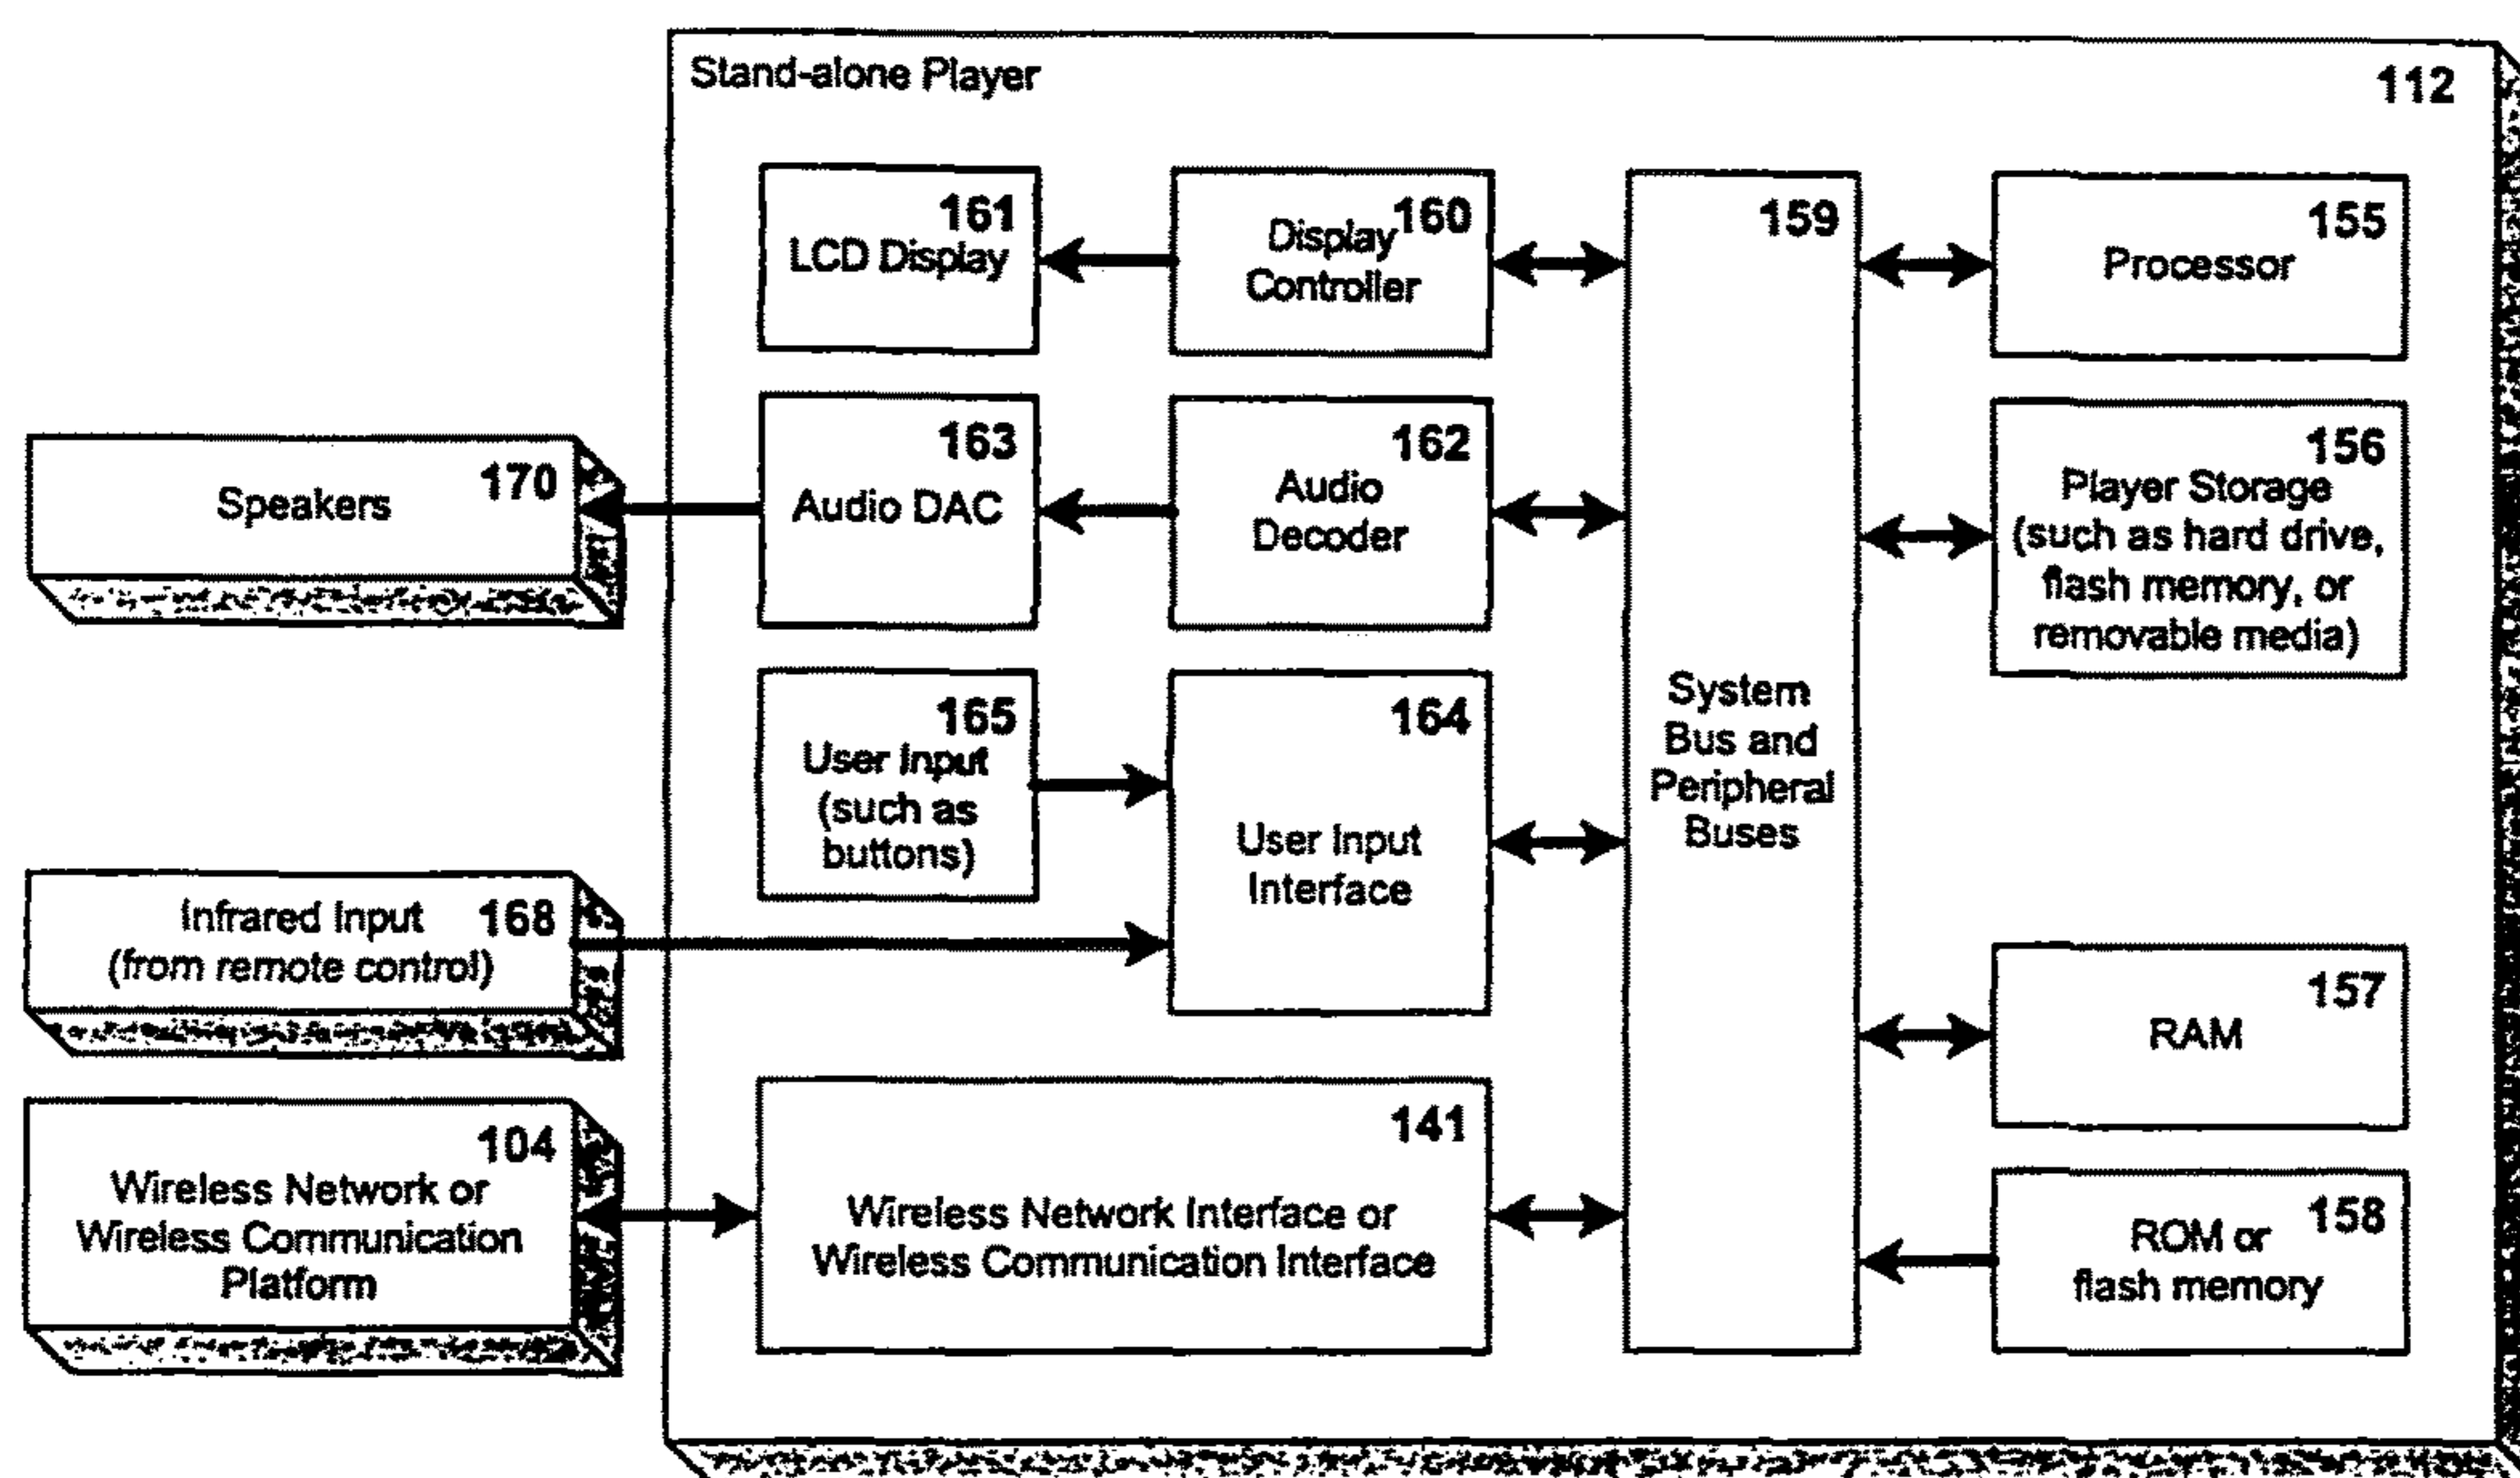 Stand-alone Player
112
161
LCD Display
160
Display
Controller
159
System
Bus and
Peripheral
Buses
155
Processor
163
Audio DAC
162
Audio
Decoder
156
Player Storage
(such as hard drive,
flash memory, or
removable media)
170
Speakers
165
User Input
(such as
buttons)
164
User Input
Interface
168
Infrared Input
(from remote control)
157
RAM
104
Wireless Network or
Wireless Communication
Platform
141
Wireless Network Interface or
Wireless Communication Interface
158
ROM or
flash memory